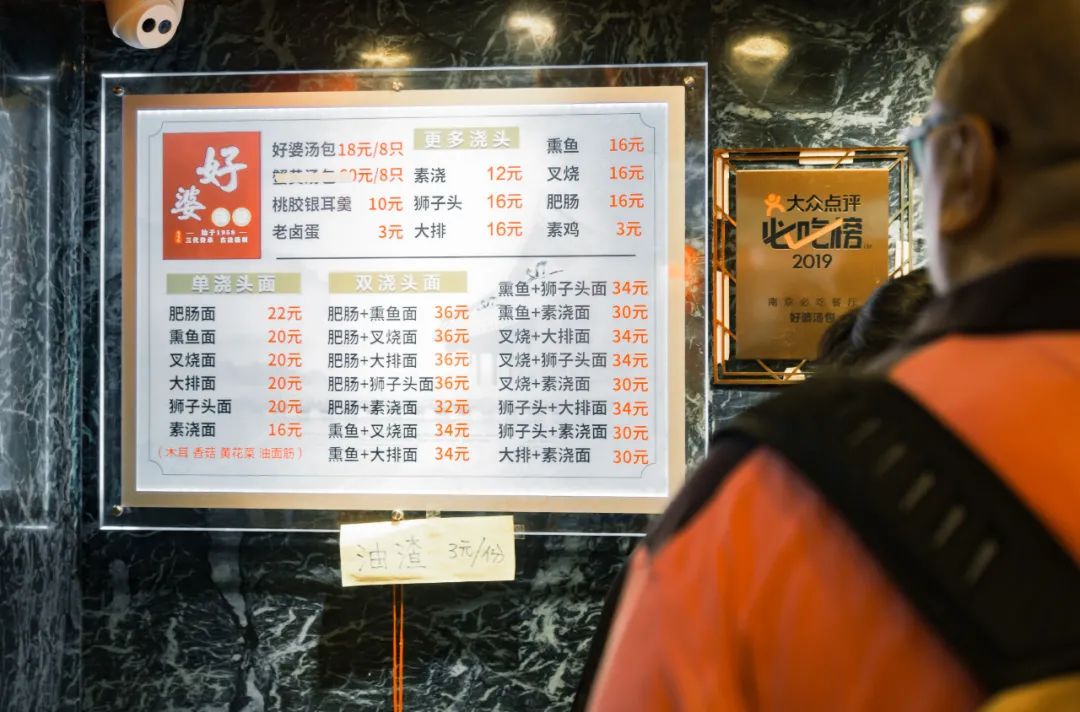 好
婆
始于1958
好婆汤包18元/8只
桃胶银耳羹 10元
老卤蛋 3元
更多浇头
素浇 12元
狮子头 16元
大排 16元
熏鱼 16元
叉烧 16元
肥肠 16元
素鸡 3元
单浇头面
肥肠面 22元
熏鱼面 20元
叉烧面 20元
大排面 20元
狮子头面 20元
素浇面 16元
(木耳 香菇 黄花菜 油面筋)
双浇头面
肥肠+熏鱼面 36元
肥肠+叉烧面 36元
肥肠+大排面 36元
肥肠+狮子头面36元
肥肠+素浇面 32元
熏鱼+叉烧面 34元
熏鱼+大排面 34元
熏鱼+狮子头面34元
熏鱼+素浇面 30元
叉烧+大排面 34元
叉烧+狮子头面 34元
叉烧+素浇面 30元
狮子头+大排面 34元
狮子头+素浇面 30元
大排+素浇面 30元
油渣 3元/份
大众点评
必吃榜
2019
南京必吃餐厅
好婆汤包